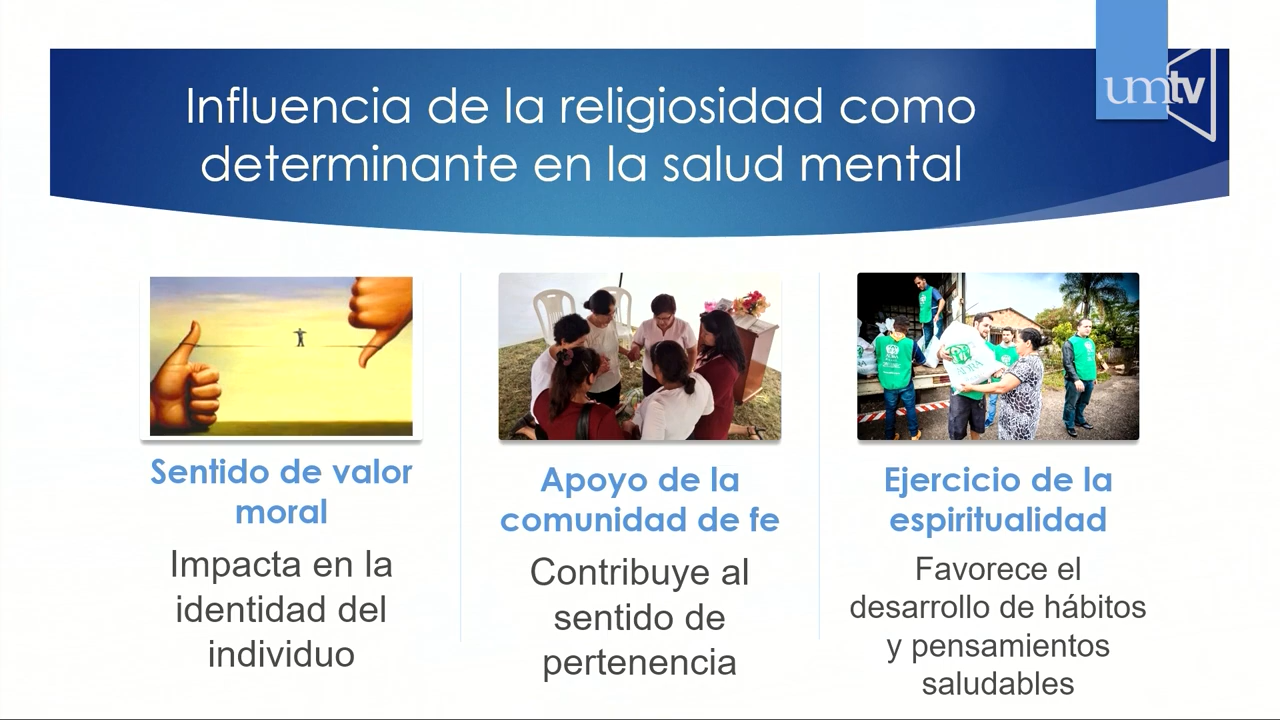 Influencia de la religiosidad como
determinante en la salud mental
umtv
Sentido de valor
moral
Impacta en la
identidad del
individuo
Apoyo de la
comunidad de fe
Contribuye al
sentido de
pertenencia
ADRA
Ejercicio de la
espiritualidad
Favorece el
desarrollo de hábitos
y pensamientos
saludables